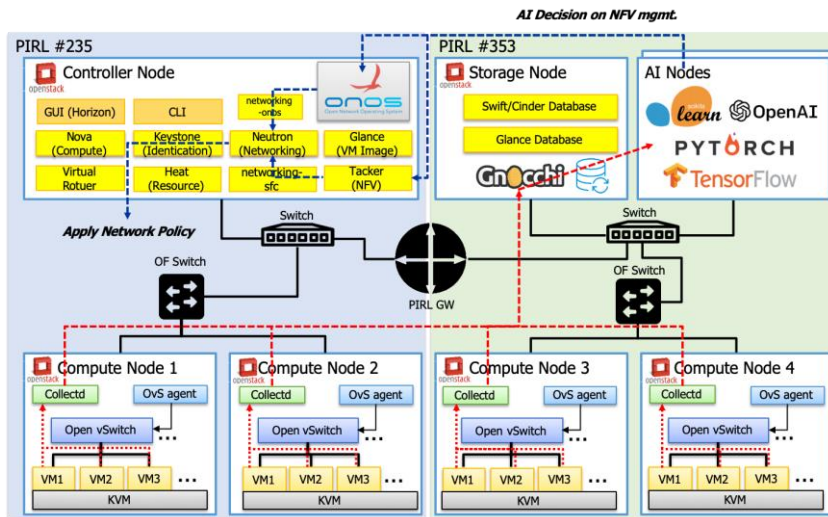 AI Decision on NFV mgmt.
PIRL #235
PIRL #353
openstack
Controller Node
GUI (Horizon)
CLI
networking
-onos
onos
Open Network Operating System
Nova
(Compute)
Keystone
(Identication)
Neutron
(Networking)
Glance
(VM Image)
Virtual
Rotuer
Heat
(Resource)
networking-
sfc
Tacker
(NFV)
openstack
Storage Node
Swift/Cinder Database
Glance Database
Gnocchi
AI Nodes
scikit
learn
OpenAI
PYTORCH
TensorFlow
Apply Network Policy
Switch
Switch
OF Switch
OF Switch
PIRL GW
openstack
Compute Node 1
Collectd
OvS agent
Open vSwitch
...
VM1
VM2
VM3
...
KVM
openstack
Compute Node 2
Collectd
OvS agent
Open vSwitch
...
VM1
VM2
VM3
...
KVM
openstack
Compute Node 3
Collectd
OvS agent
Open vSwitch
...
VM1
VM2
VM3
...
KVM
openstack
Compute Node 4
Collectd
OvS agent
Open vSwitch
...
VM1
VM2
VM3
...
KVM